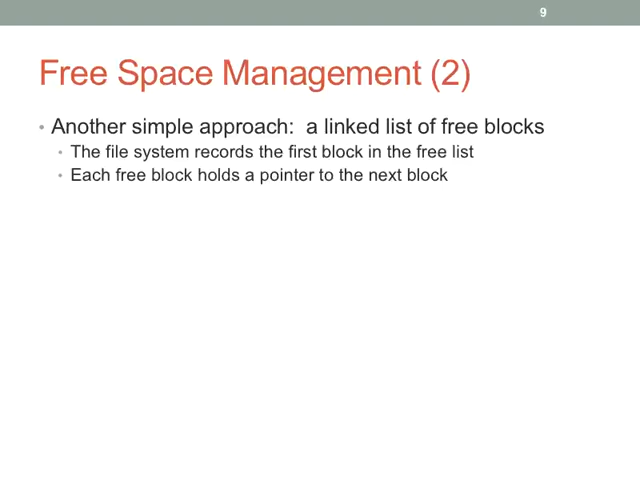 9
Free Space Management (2)
• Another simple approach:  a linked list of free blocks
• The file system records the first block in the free list
• Each free block holds a pointer to the next block